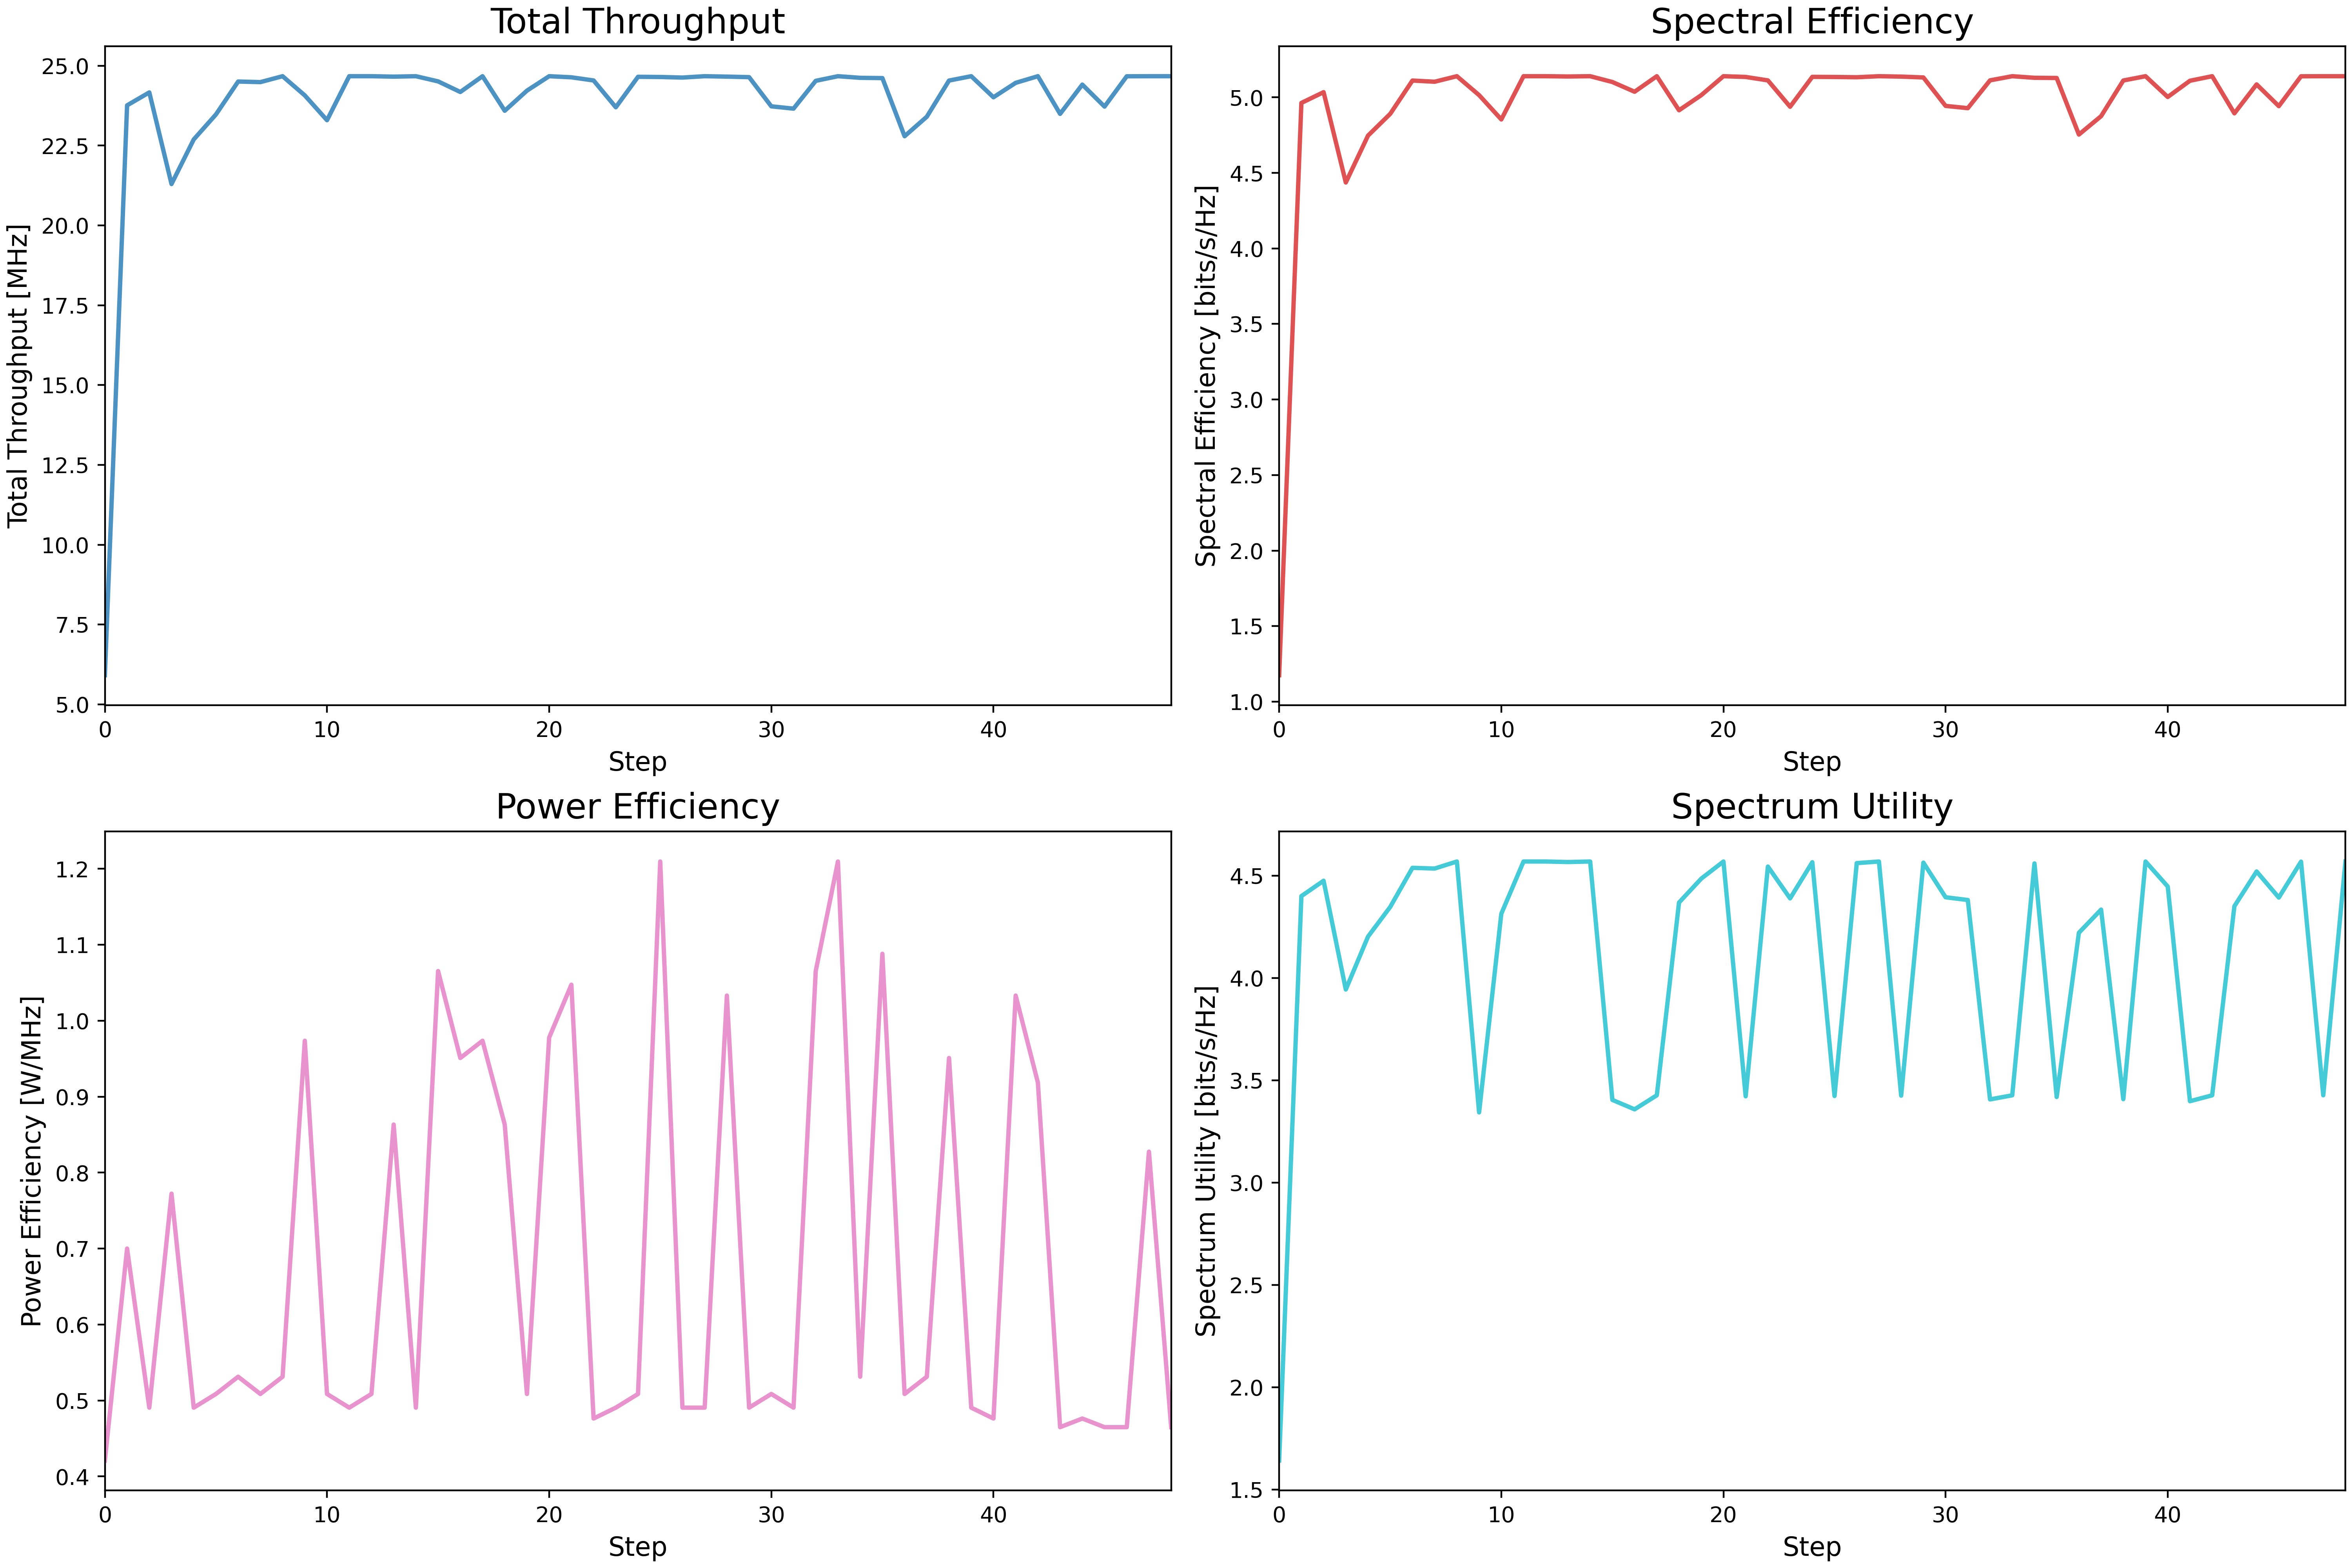 Total Throughput
Total Throughput [MHz]
25.0
22.5
20.0
17.5
15.0
12.5
10.0
7.5
5.0
0 10 20 30 40
Step
Spectral Efficiency
Spectral Efficiency [bits/s/Hz]
5.0
4.5
4.0
3.5
3.0
2.5
2.0
1.5
1.0
0 10 20 30 40
Step
Power Efficiency
Power Efficiency [W/MHz]
1.2
1.1
1.0
0.9
0.8
0.7
0.6
0.5
0.4
0 10 20 30 40
Step
Spectrum Utility
Spectrum Utility [bits/s/Hz]
4.5
4.0
3.5
3.0
2.5
2.0
1.5
0 10 20 30 40
Step